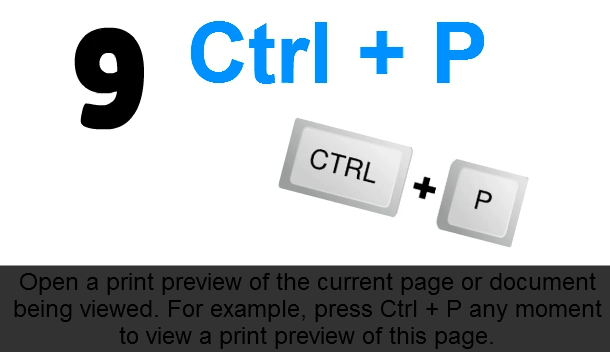 9 Ctrl + P
CTRL + P
Open a print preview of the current page or document
being viewed. For example, press Ctrl + P any moment
to view a print preview of this page.